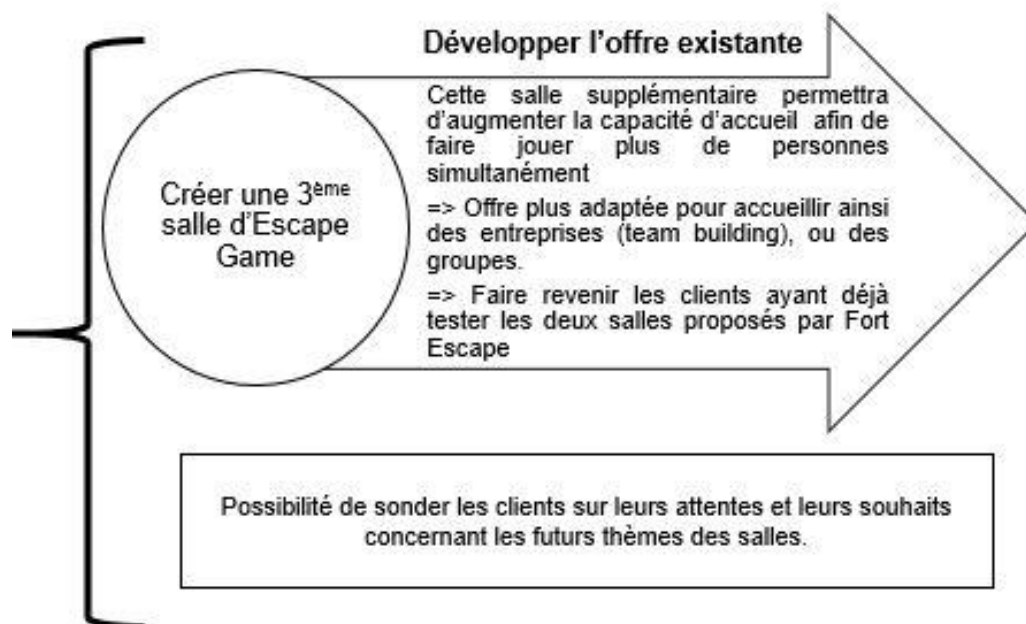 Développer l'offre existante
Créer une 3ème
salle d'Escape
Game
Cette salle supplémentaire permettra
d'augmenter la capacité d'accueil afin de
faire jouer plus de personnes
simultanément
=> Offre plus adaptée pour accueillir ainsi
des entreprises (team building), ou des
groupes.
=> Faire revenir les clients ayant déjà
tester les deux salles proposés par Fort
Escape
Possibilité de sonder les clients sur leurs attentes et leurs souhaits
concernant les futurs thèmes des salles.